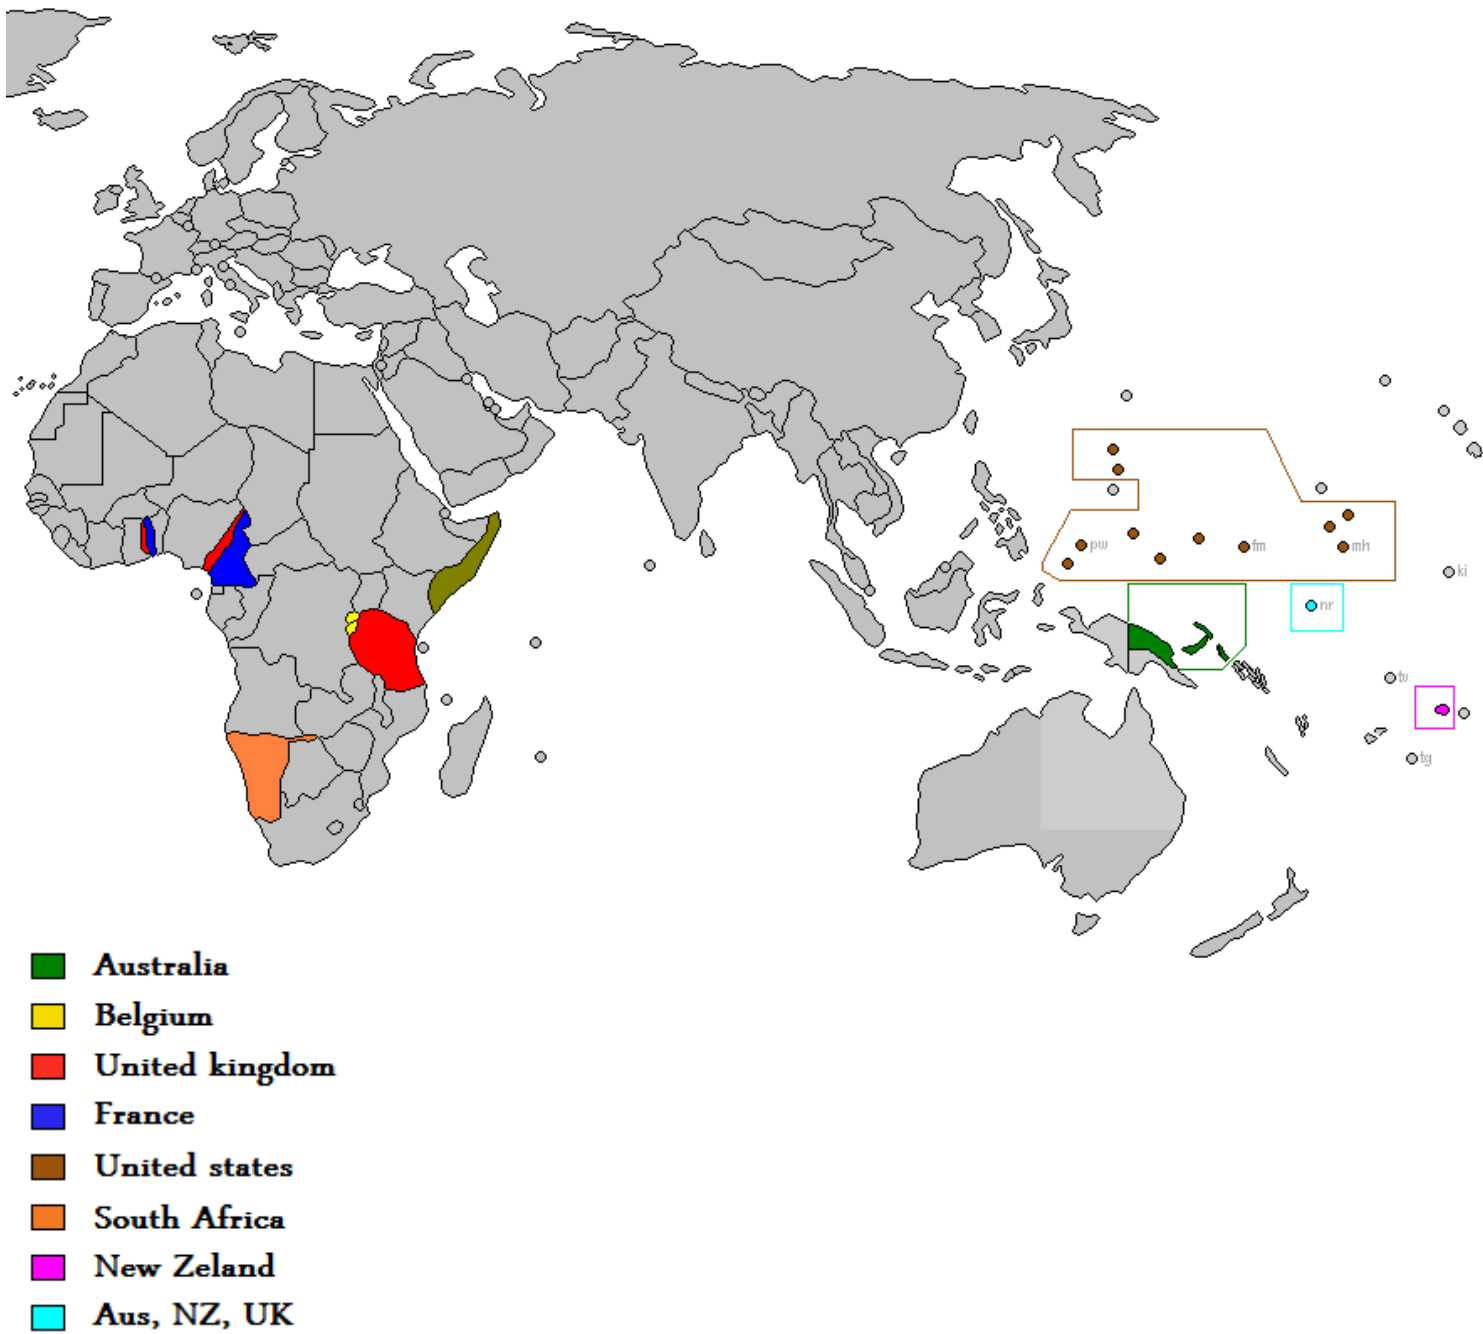 pw
fm
mh
ki
nr
tv
tg
Australia
Belgium
United kingdom
France
United states
South Africa
New Zeland
Aus, NZ, UK